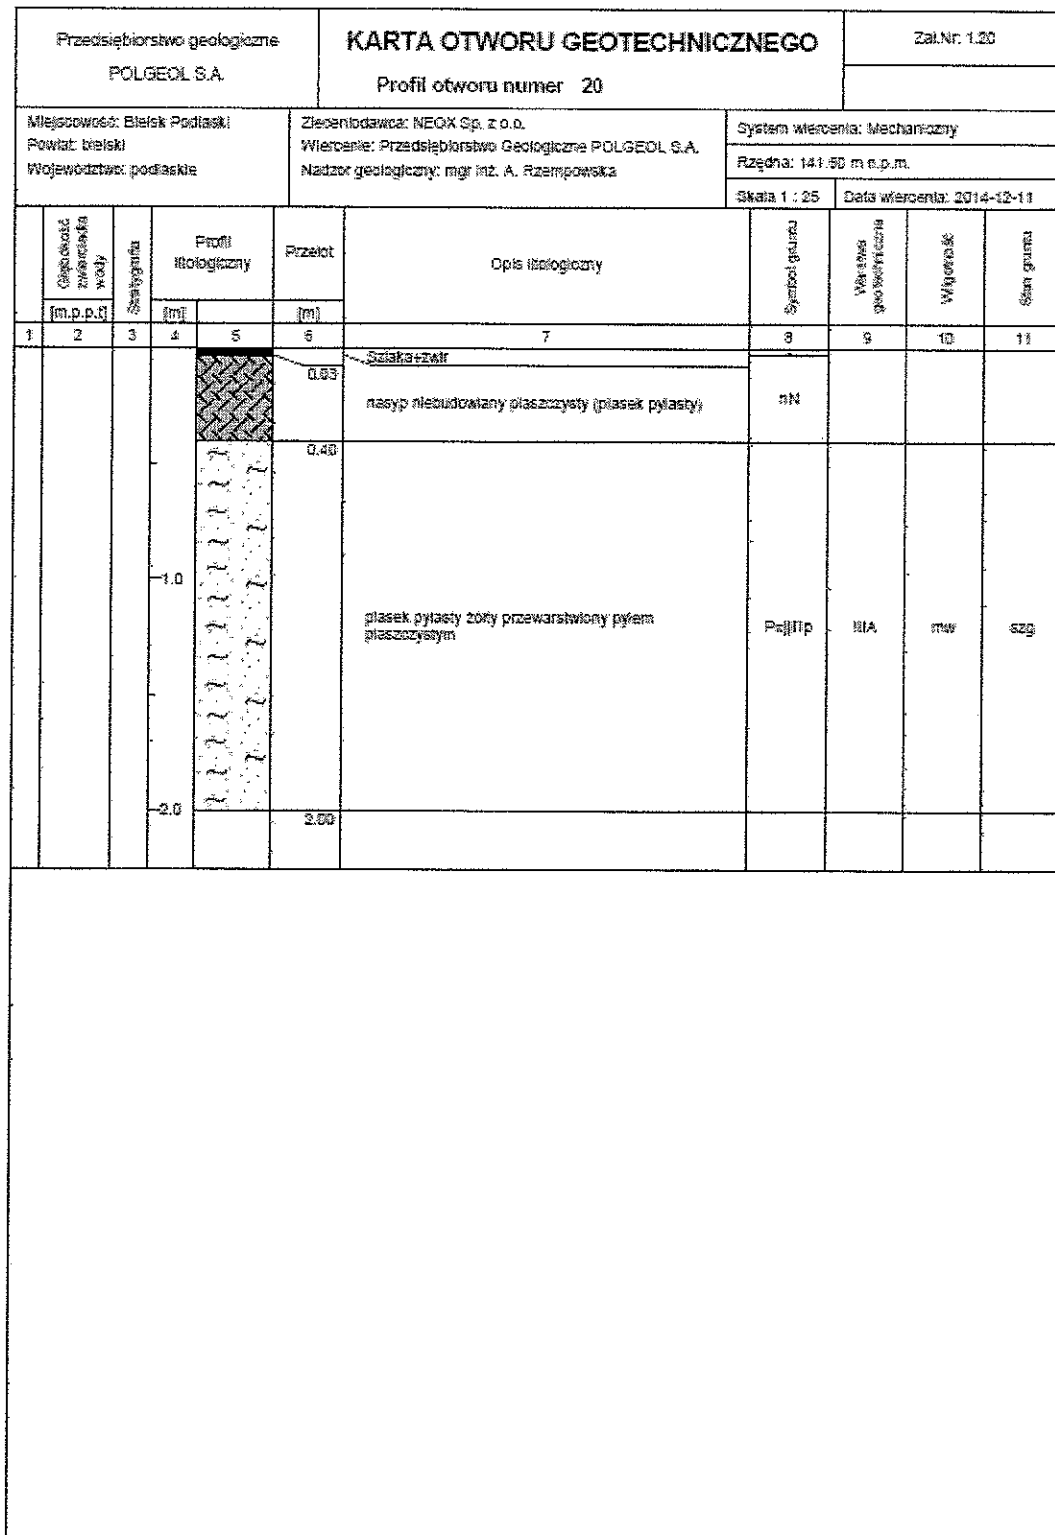 Przedsiębiorstwo geologiczne
POLGEOL S.A.
KARTA OTWORU GEOTECHNICZNEGO
Profil otworu numer 20
Zał.Nr: 1.20
Miejscowość: Bielsk Podlaski
Powiat: bielski
Województwo: podlaskie
Zleceniodawca: NEOX Sp. z o.o.
Wiercenie: Przedsiębiorstwo Geologiczne POLGEOL S.A.
Nadzór geologiczny: mgr inż. A. Rzempowska
System wiercenia: Mechaniczny
Rzędna: 141.50 m n.p.m.
Skala 1 : 25
Data wiercenia: 2014-12-11
Głębokość
zwierciadła
wody
[m.p.p.t]
Stratygrafia
Profil
litologiczny
[m]
Przelot
[m]
Opis litologiczny
Symbol gruntu
Warstwa
geotechniczna
Wilgotność
Stan gruntu
1 2 3 4 5 6 7 8 9 10 11
Szlaka+żwir
0.03
nasyp niebudowlany piaszczysty (piasek pylasty)
nN
0.40
1.0
piasek pylasty żółty przewarstwiony pyłem
piaszczystym
Pπ||Πp
IIIA
mw
szg
2.0
2.00